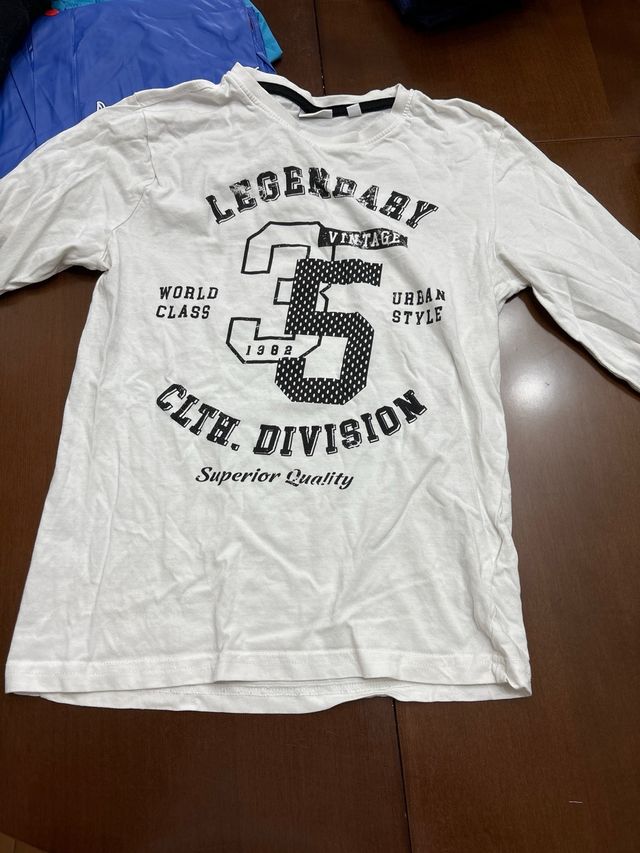 LEGENDARY
VINTAGE
35
WORLD
CLASS
URBAN
STYLE
1982
CLTH. DIVISION
Superior Quality